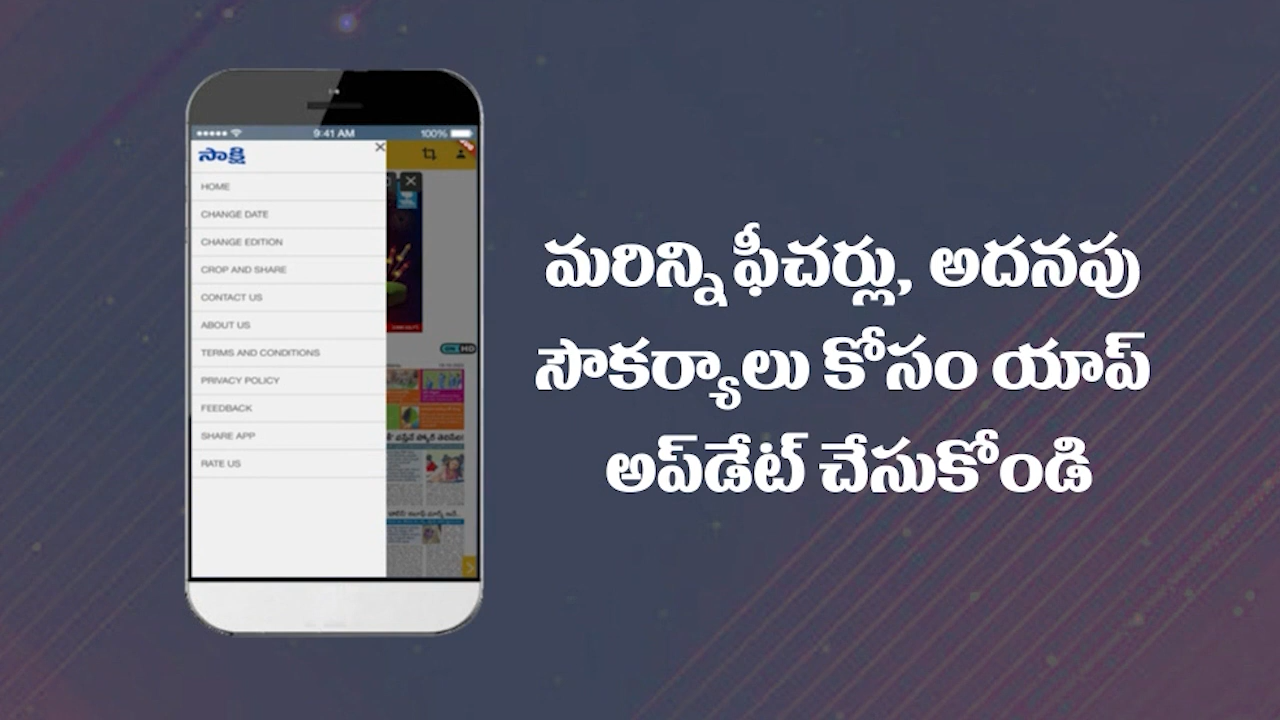 9:41 AM
100%
సాక్షి
HOME
CHANGE DATE
CHANGE EDITION
CROP AND SHARE
CONTACT US
ABOUT US
TERMS AND CONDITIONS
PRIVACY POLICY
FEEDBACK
SHARE APP
RATE US
HD
మరిన్ని ఫీచర్లు, అదనపు
సౌకర్యాలు కోసం యాప్
అప్‌డేట్ చేసుకోండి